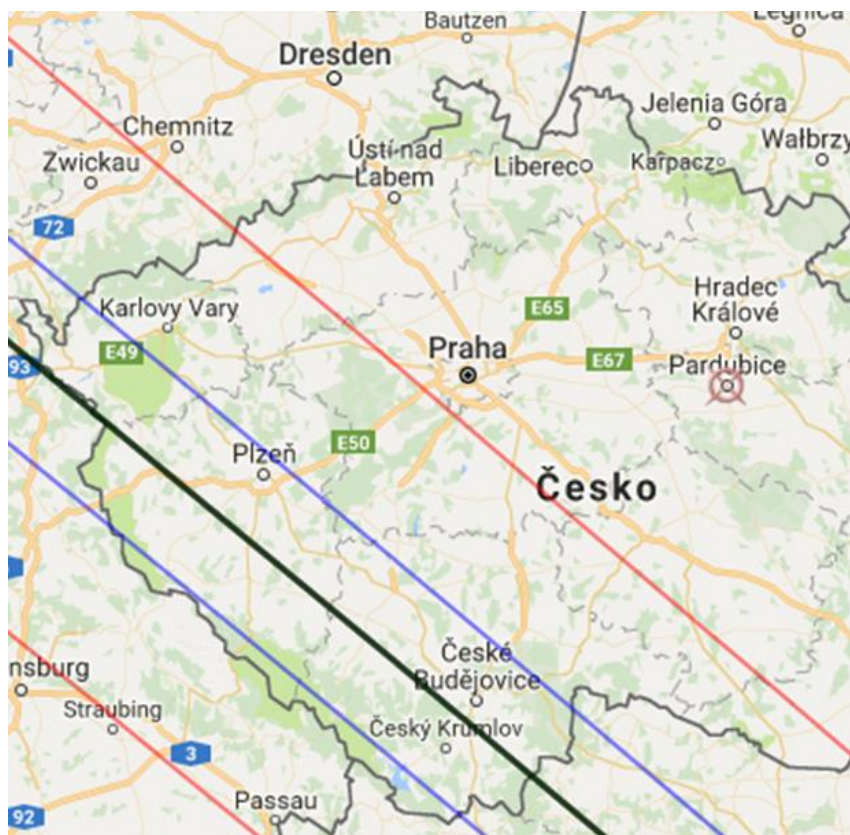 Bautzen
Legnica
Dresden
Jelenia Góra
Chemnitz
Wałbrzy
Ústí nad
Labem
Liberec
Karpacz
Zwickau
72
Hradec
Králové
Karlovy Vary
E65
Praha
E49
E67
93
Pardubice
E50
Plzeň
Česko
České
Budějovice
nsburg
Straubing
Český Krumlov
3
Passau
92